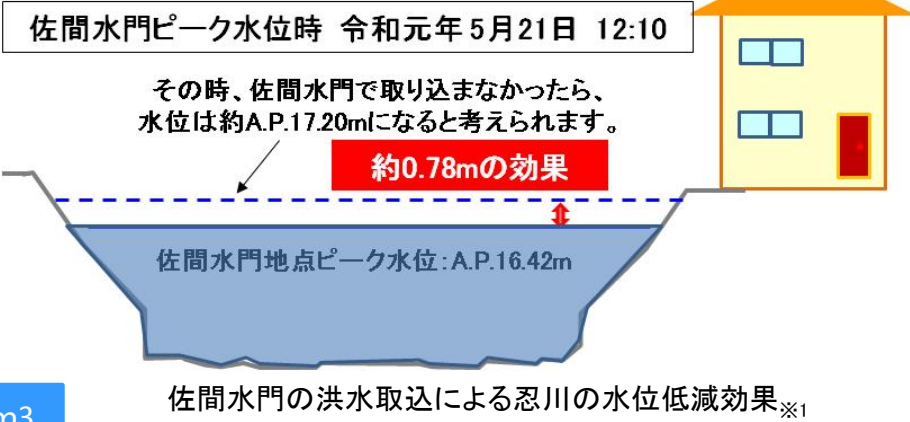 佐間水門ピーク水位時 令和元年5月21日 12:10
その時、佐間水門で取り込まなかったら、
水位は約A.P.17.20mになると考えられます。
約0.78mの効果
佐間水門地点ピーク水位:A.P.16.42m
m3
佐間水門の洪水取込による忍川の水位低減効果※1